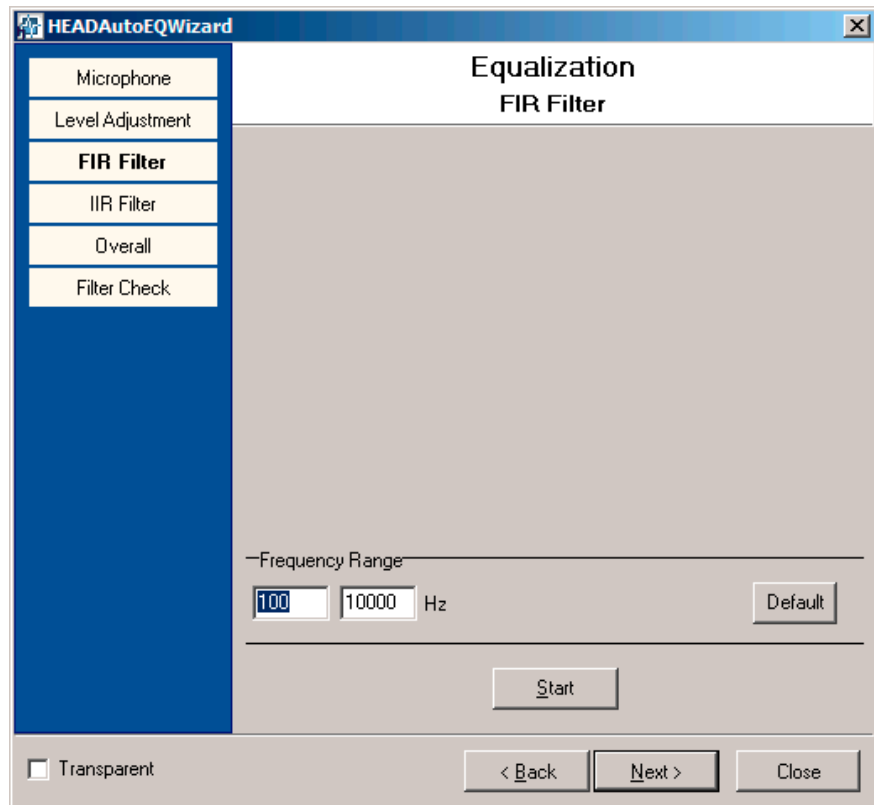 HEADAutoEQWizard
Microphone
Level Adjustment
FIR Filter
IIR Filter
Overall
Filter Check
Equalization
FIR Filter
Frequency Range
100 10000 Hz Default
Start
Transparent < Back Next > Close